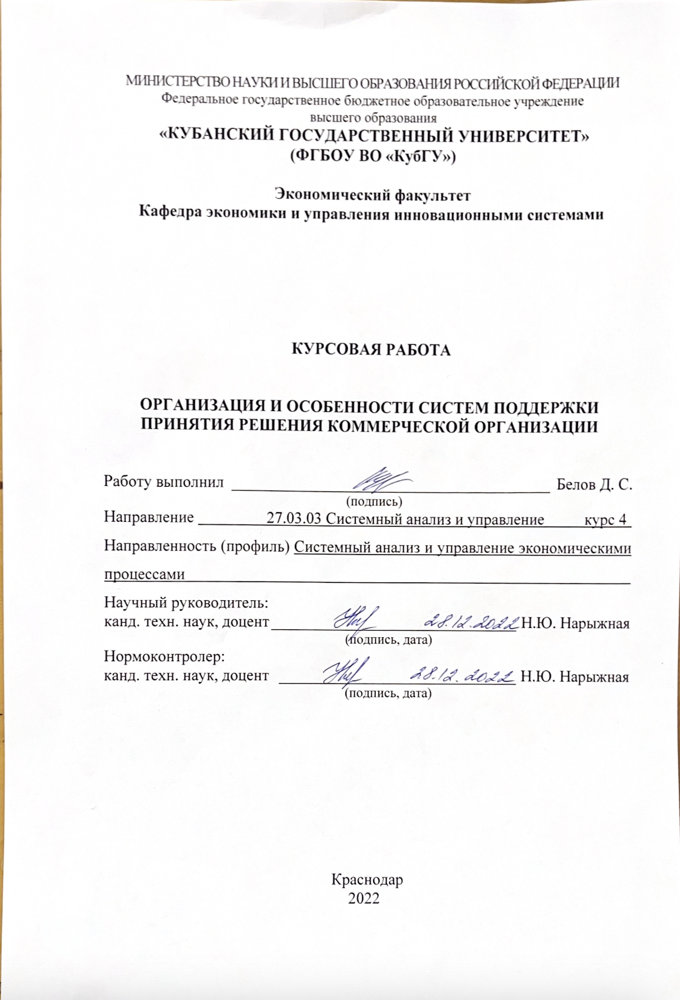 МИНИСТЕРСТВО НАУКИ И ВЫСШЕГО ОБРАЗОВАНИЯ РОССИЙСКОЙ ФЕДЕРАЦИИ
Федеральное государственное бюджетное образовательное учреждение
высшего образования
«КУБАНСКИЙ ГОСУДАРСТВЕННЫЙ УНИВЕРСИТЕТ»
(ФГБОУ ВО «КубГУ»)
Экономический факультет
Кафедра экономики и управления инновационными системами
КУРСОВАЯ РАБОТА
ОРГАНИЗАЦИЯ И ОСОБЕННОСТИ СИСТЕМ ПОДДЕРЖКИ
ПРИНЯТИЯ РЕШЕНИЯ КОММЕРЧЕСКОЙ ОРГАНИЗАЦИИ
Работу выполнил Белов Д. С.
(подпись)
Направление 27.03.03 Системный анализ и управление курс 4
Направленность (профиль) Системный анализ и управление экономическими
процессами
Научный руководитель:
канд. техн. наук, доцент 28.12.2022 Н.Ю. Нарыжная
(подпись, дата)
Нормоконтролер:
канд. техн. наук, доцент 28.12.2022 Н.Ю. Нарыжная
(подпись, дата)
Краснодар
2022